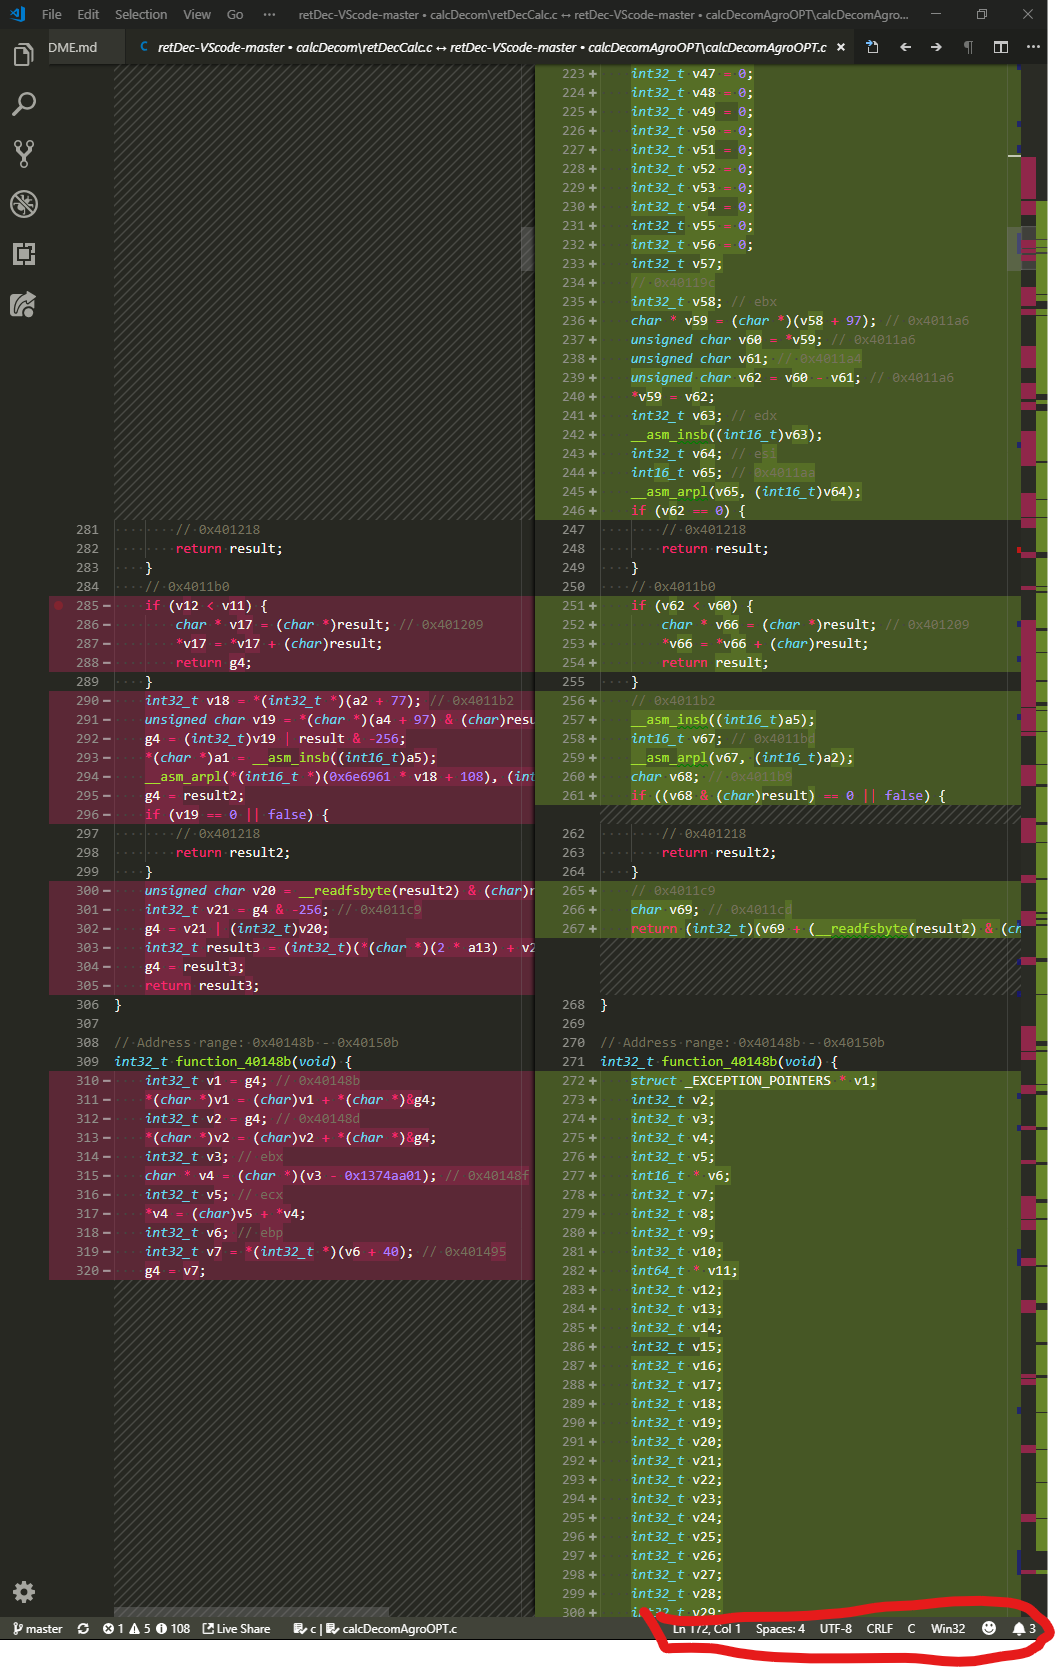 File Edit Selection View Go ··· retDec-VScode-master • calcDecom\retDecCalc.c ↔ retDec-VScode-master • calcDecomAgroOPT\calcDecomAgro...
DME.md C retDec-VScode-master • calcDecom\retDecCalc.c ↔ retDec-VScode-master • calcDecomAgroOPT\calcDecomAgroOPT.c
281 // 0x401218
282 return result;
283 }
284 // 0x4011b0
285 if (v12 < v11) {
286 char * v17 = (char *)result; // 0x401209
287 *v17 = *v17 + (char)result;
288 return g4;
289 }
290 int32_t v18 = *(int32_t *)(a2 + 77); // 0x4011b2
291 unsigned char v19 = *(char *)(a4 + 97) & (char)resu
292 g4 = (int32_t)v19 | result & -256;
293 *(char *)a1 = __asm_insb((int16_t)a5);
294 __asm_arpl(*(int16_t *)(0x6e6961 * v18 + 108), (int
295 g4 = result2;
296 if (v19 == 0 || false) {
297 // 0x401218
298 return result2;
299 }
300 unsigned char v20 = __readfsbyte(result2) & (char)r
301 int32_t v21 = g4 & -256; // 0x4011c9
302 g4 = v21 | (int32_t)v20;
303 int32_t result3 = (int32_t)(*(char *)(2 * a13) + v2
304 g4 = result3;
305 return result3;
306 }
307
308 // Address range: 0x40148b - 0x40150b
309 int32_t function_40148b(void) {
310 int32_t v1 = g4; // 0x40148b
311 *(char *)v1 = (char)v1 + *(char *)&g4;
312 int32_t v2 = g4; // 0x40148d
313 *(char *)v2 = (char)v2 + *(char *)&g4;
314 int32_t v3; // ebx
315 char * v4 = (char *)(v3 - 0x1374aa01); // 0x40148f
316 int32_t v5; // ecx
317 *v4 = (char)v5 + *v4;
318 int32_t v6; // ebp
319 int32_t v7 = *(int32_t *)(v6 + 40); // 0x401495
320 g4 = v7;
223 + int32_t v47 = 0;
224 + int32_t v48 = 0;
225 + int32_t v49 = 0;
226 + int32_t v50 = 0;
227 + int32_t v51 = 0;
228 + int32_t v52 = 0;
229 + int32_t v53 = 0;
230 + int32_t v54 = 0;
231 + int32_t v55 = 0;
232 + int32_t v56 = 0;
233 + int32_t v57;
234 + // 0x40119c
235 + int32_t v58; // ebx
236 + char * v59 = (char *)(v58 + 97); // 0x4011a6
237 + unsigned char v60 = *v59; // 0x4011a6
238 + unsigned char v61; // 0x4011a4
239 + unsigned char v62 = v60 - v61; // 0x4011a6
240 + *v59 = v62;
241 + int32_t v63; // edx
242 + __asm_insb((int16_t)v63);
243 + int32_t v64; // esi
244 + int16_t v65; // 0x4011aa
245 + __asm_arpl(v65, (int16_t)v64);
246 + if (v62 == 0) {
247 // 0x401218
248 return result;
249 }
250 // 0x4011b0
251 + if (v62 < v60) {
252 + char * v66 = (char *)result; // 0x401209
253 + *v66 = *v66 + (char)result;
254 + return result;
255 }
256 + // 0x4011b2
257 + __asm_insb((int16_t)a5);
258 + int16_t v67; // 0x4011bd
259 + __asm_arpl(v67, (int16_t)a2);
260 + char v68; // 0x4011b9
261 + if ((v68 & (char)result) == 0 || false) {
262 // 0x401218
263 return result2;
264 }
265 + // 0x4011c9
266 + char v69; // 0x4011cd
267 + return (int32_t)(v69 + (__readfsbyte(result2) & (ch
268 }
269
270 // Address range: 0x40148b - 0x40150b
271 int32_t function_40148b(void) {
272 + struct _EXCEPTION_POINTERS * v1;
273 + int32_t v2;
274 + int32_t v3;
275 + int32_t v4;
276 + int32_t v5;
277 + int16_t * v6;
278 + int32_t v7;
279 + int32_t v8;
280 + int32_t v9;
281 + int32_t v10;
282 + int64_t * v11;
283 + int32_t v12;
284 + int32_t v13;
285 + int32_t v14;
286 + int32_t v15;
287 + int32_t v16;
288 + int32_t v17;
289 + int32_t v18;
290 + int32_t v19;
291 + int32_t v20;
292 + int32_t v21;
293 + int32_t v22;
294 + int32_t v23;
295 + int32_t v24;
296 + int32_t v25;
297 + int32_t v26;
298 + int32_t v27;
299 + int32_t v28;
300 + int32_t v29;
master 1 5 108 Live Share c | calcDecomAgroOPT.c Ln 172, Col 1 Spaces: 4 UTF-8 CRLF C Win32 3